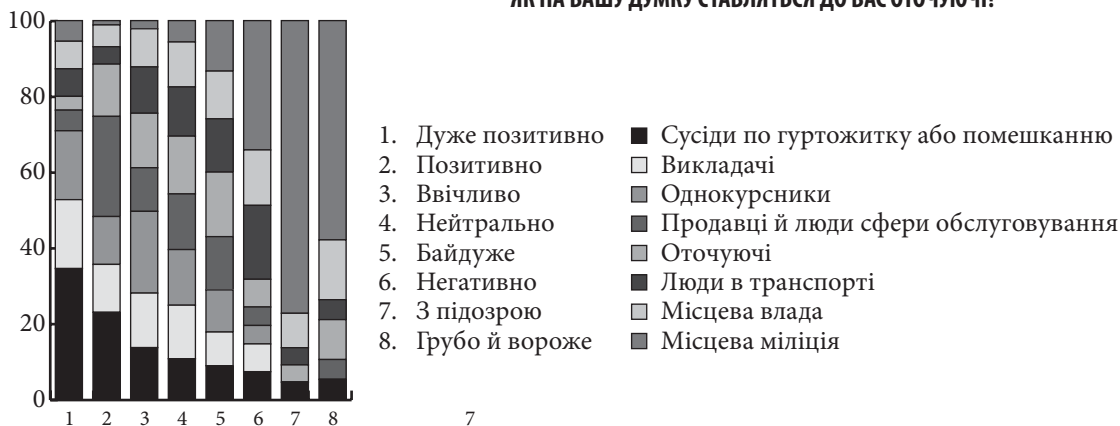 ЯК НА ВАШУ ДУМКУ СТАВЛЯТЬСЯ ДО ВАС ОТОЧУЮЧІ?
100
80
60
40
20
0
1 2 3 4 5 6 7 8
1. Дуже позитивно
2. Позитивно
3. Ввічливо
4. Нейтрально
5. Байдуже
6. Негативно
7. З підозрою
8. Грубо й вороже
Сусіди по гуртожитку або помешканню
Викладачі
Однокурсники
Продавці й люди сфери обслуговування
Оточуючі
Люди в транспорті
Місцева влада
Місцева міліція
7